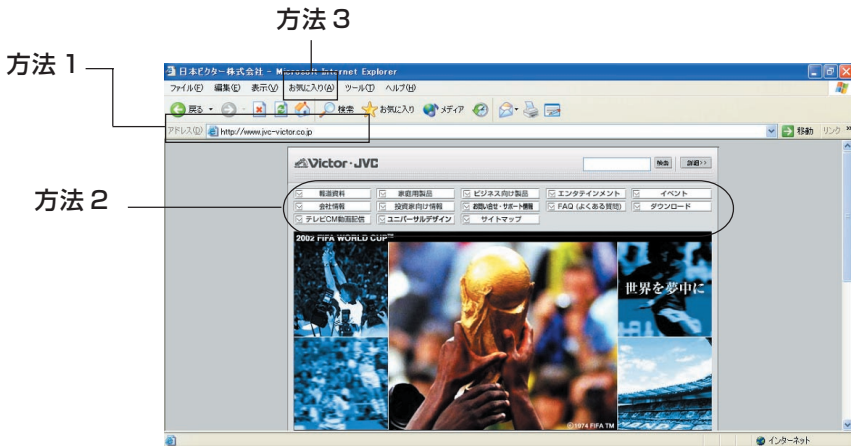 方法 3
方法 1
方法 2
日本ビクター株式会社 - Microsoft Internet Explorer
ファイル(F) 編集(E) 表示(V) お気に入り(A) ツール(T) ヘルプ(H)
戻る 検索 お気に入り メディア
アドレス(D) http://www.jvc-victor.co.jp 移動 リンク »
Victor・JVC 検索 詳細>>
報道資料 家庭用製品 ビジネス向け製品 エンタテインメント イベント
会社情報 投資家向け情報 お問い合せ・サポート情報 FAQ (よくある質問) ダウンロード
テレビCM動画配信 ユニバーサルデザイン サイトマップ
2002 FIFA WORLD CUP™
世界を夢中に
©1974 FIFA TM
インターネット